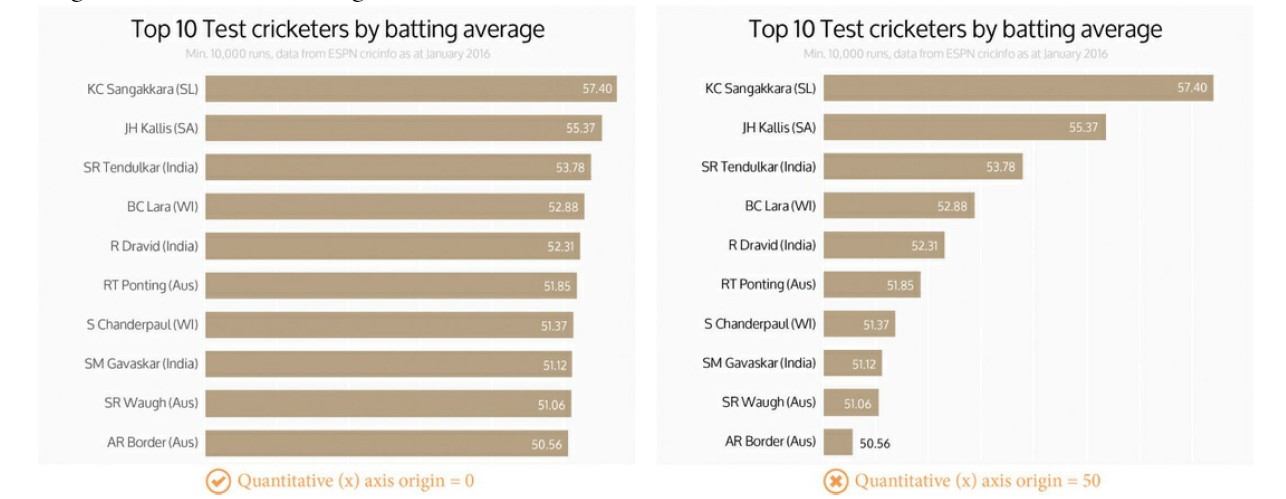 Top 10 Test cricketers by batting average
Min. 10,000 runs, data from ESPN cricinfo as at January 2016
KC Sangakkara (SL) 57.40
JH Kallis (SA) 55.37
SR Tendulkar (India) 53.78
BC Lara (WI) 52.88
R Dravid (India) 52.31
RT Ponting (Aus) 51.85
S Chanderpaul (WI) 51.37
SM Gavaskar (India) 51.12
SR Waugh (Aus) 51.06
AR Border (Aus) 50.56
Quantitative (x) axis origin = 0
Top 10 Test cricketers by batting average
Min. 10,000 runs, data from ESPN cricinfo as at January 2016
KC Sangakkara (SL) 57.40
JH Kallis (SA) 55.37
SR Tendulkar (India) 53.78
BC Lara (WI) 52.88
R Dravid (India) 52.31
RT Ponting (Aus) 51.85
S Chanderpaul (WI) 51.37
SM Gavaskar (India) 51.12
SR Waugh (Aus) 51.06
AR Border (Aus) 50.56
Quantitative (x) axis origin = 50